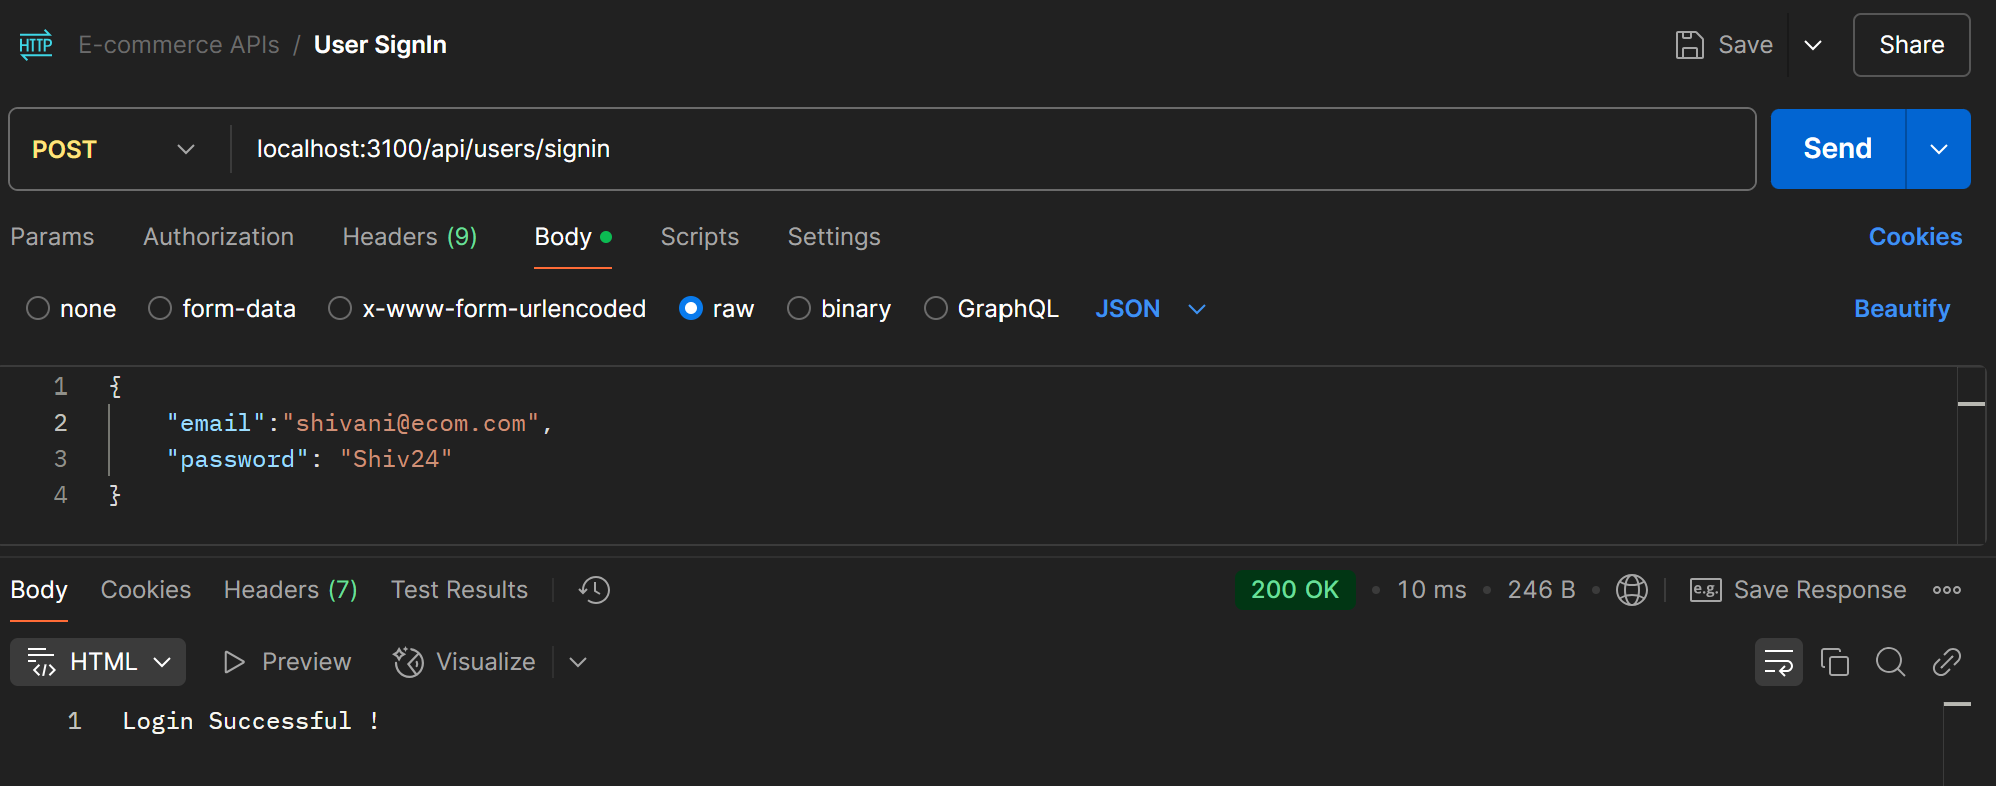 HTTP E-commerce APIs / User SignIn Save Share
POST localhost:3100/api/users/signin Send
Params Authorization Headers (9) Body Scripts Settings Cookies
none form-data x-www-form-urlencoded raw binary GraphQL JSON Beautify
1 {
2 "email":"shivani@ecom.com",
3 "password": "Shiv24"
4 }
Body Cookies Headers (7) Test Results 200 OK • 10 ms • 246 B • e.g. Save Response
HTML Preview Visualize
1 Login Successful !